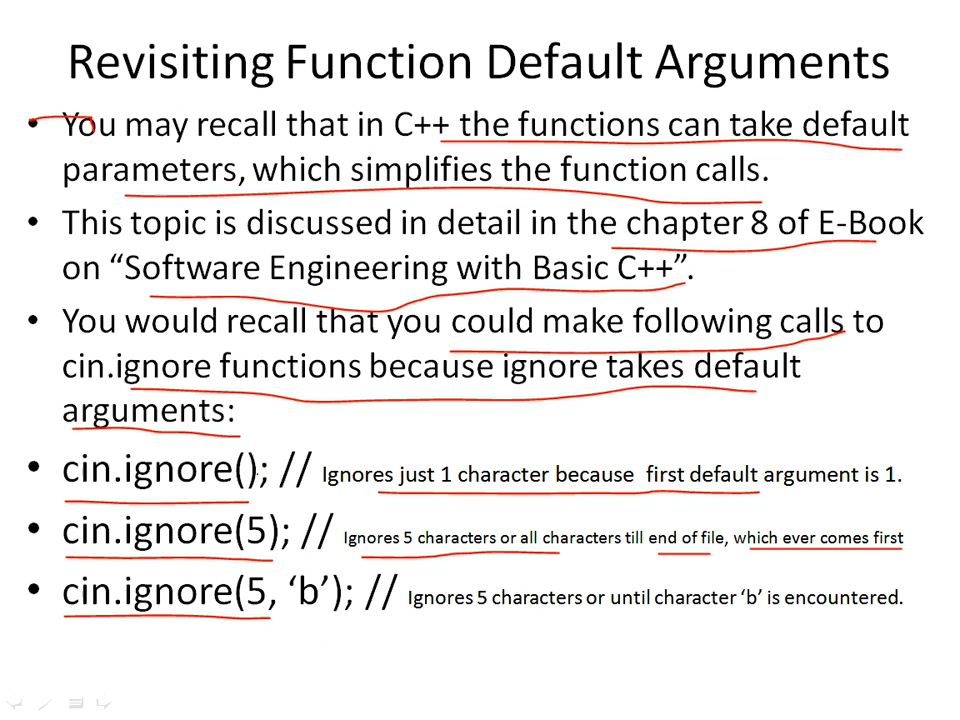 Revisiting Function Default Arguments
• You may recall that in C++ the functions can take default
parameters, which simplifies the function calls.
• This topic is discussed in detail in the chapter 8 of E-Book
on “Software Engineering with Basic C++”.
• You would recall that you could make following calls to
cin.ignore functions because ignore takes default
arguments:
• cin.ignore(); // Ignores just 1 character because first default argument is 1.
• cin.ignore(5); // Ignores 5 characters or all characters till end of file, which ever comes first
• cin.ignore(5, ‘b’); // Ignores 5 characters or until character ‘b’ is encountered.